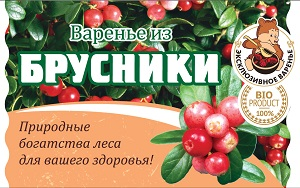 Варенье из
БРУСНИКИ
ЭКСКЛЮЗИВНОЕ ВАРЕНЬЕ
BIO
PRODUCT
100%
Природные
богатства леса
для вашего здоровья!